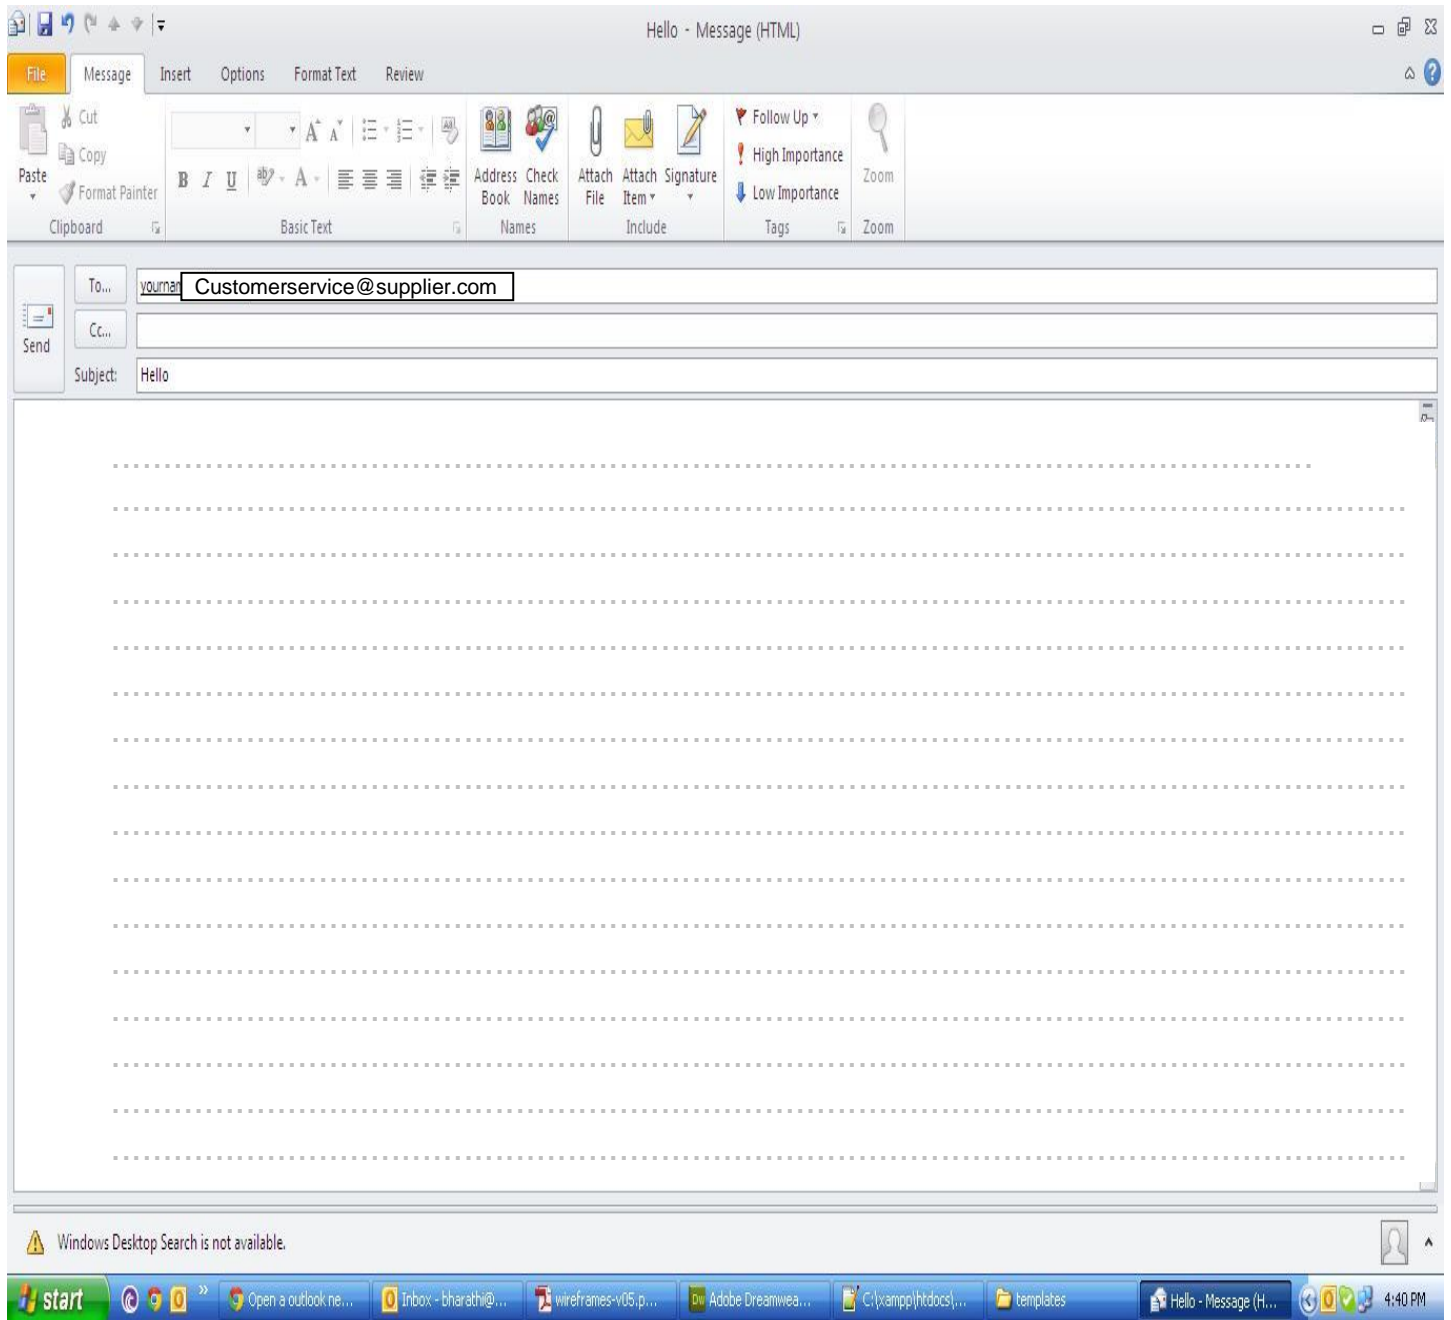 Hello - Message (HTML)
File Message Insert Options Format Text Review
Cut
Copy
Paste
Format Painter
Clipboard
B I U
Basic Text
Address Book
Check Names
Names
Attach File
Attach Item
Signature
Include
Follow Up
High Importance
Low Importance
Tags
Zoom
Zoom
Send
To... yournam Customerservice@supplier.com
Cc...
Subject: Hello
Windows Desktop Search is not available.
start Open a outlook ne... Inbox - bharathi@... wireframes-v05.p... Adobe Dreamwea... C:\xampp\htdocs\... templates Hello - Message (H... 4:40 PM